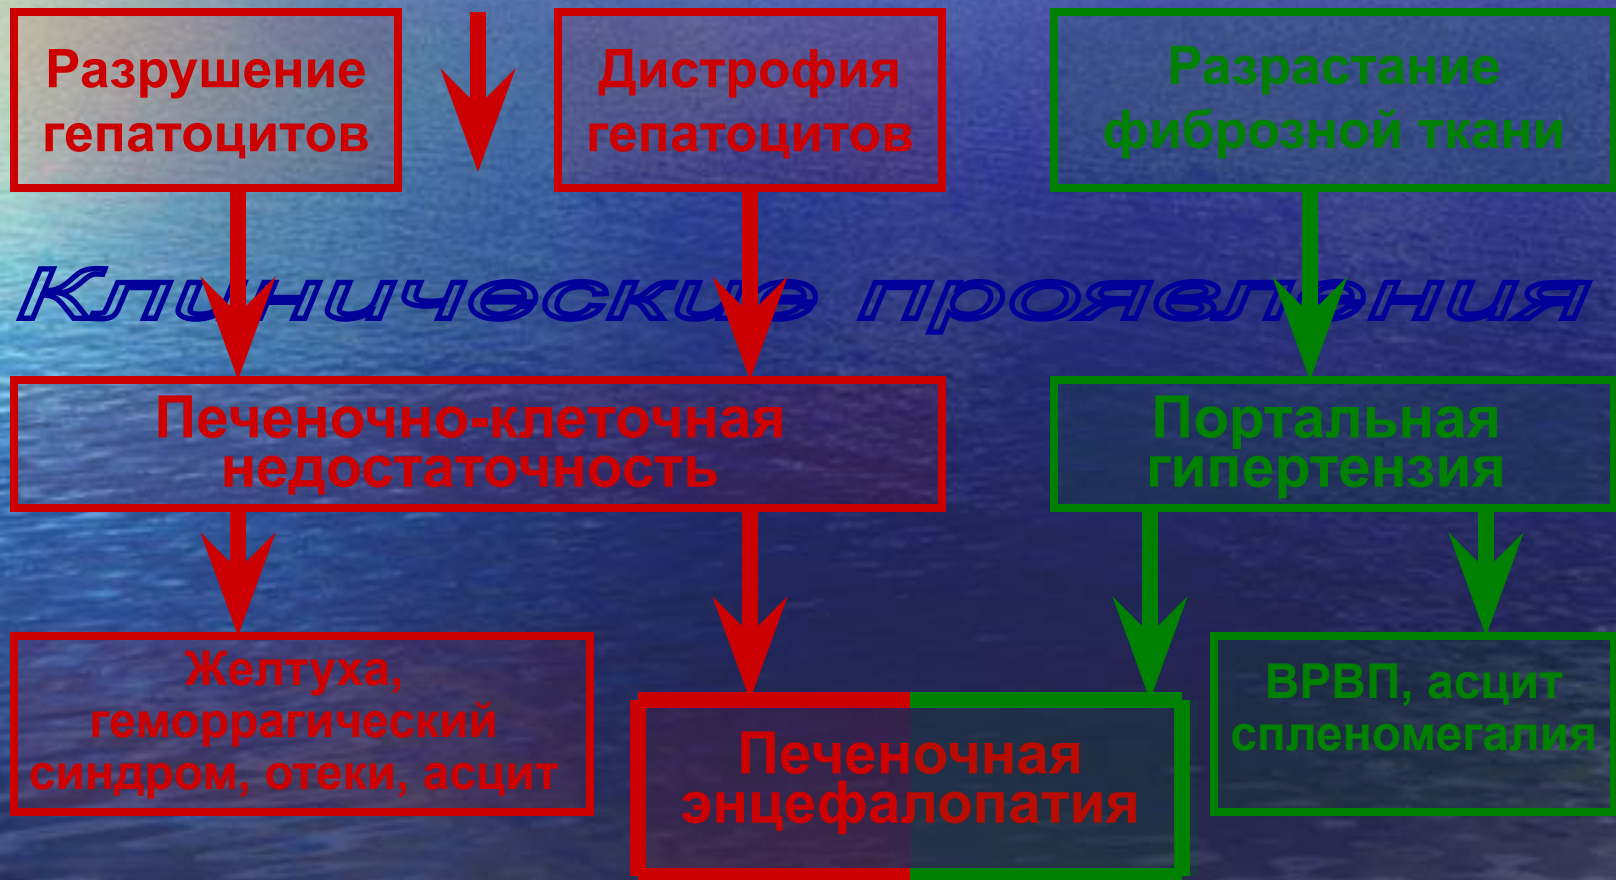 Разрушение
гепатоцитов
Дистрофия
гепатоцитов
Разрастание
фиброзной ткани
Клинические проявления
Печеночно-клеточная
недостаточность
Портальная
гипертензия
Желтуха,
геморрагический
синдром, отеки, асцит
Печеночная
энцефалопатия
ВРВП, асцит
спленомегалия